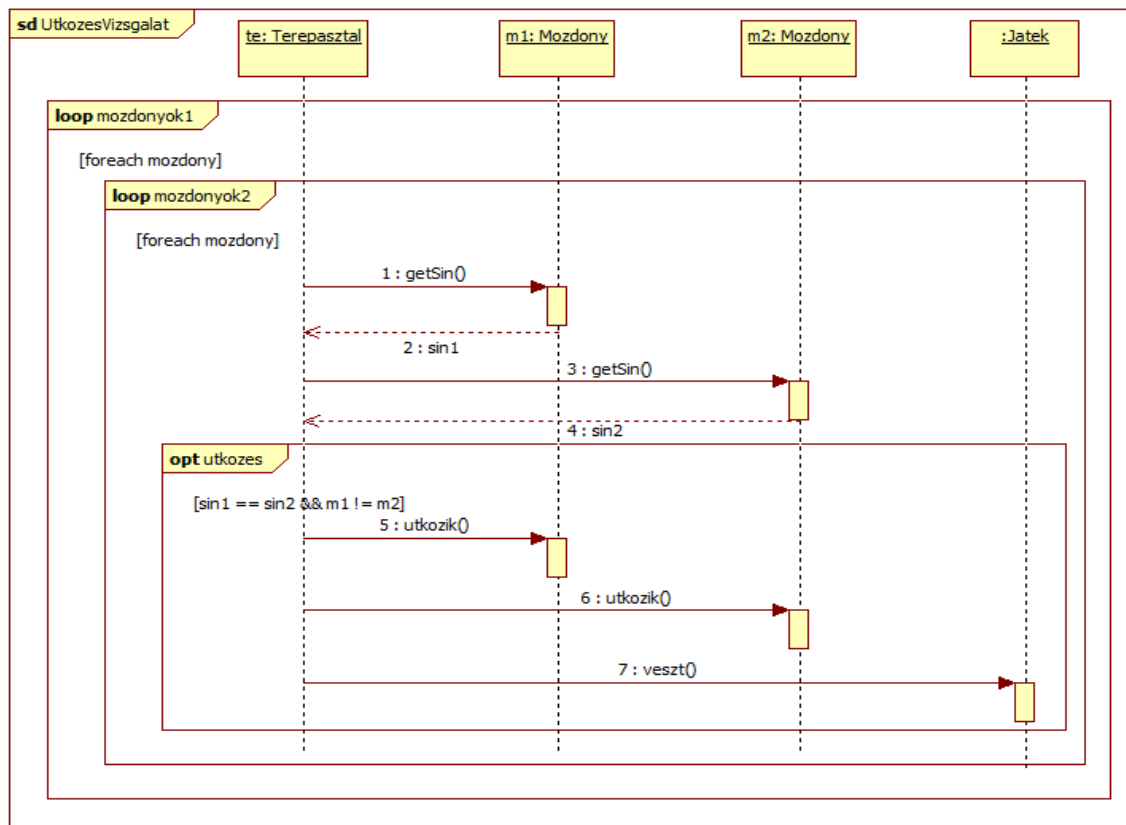 sd UtkozesVizsgalat
te: Terepasztal
m1: Mozdony
m2: Mozdony
:Jatek
loop mozdonyok1
[foreach mozdony]
loop mozdonyok2
[foreach mozdony]
1 : getSin()
2 : sin1
3 : getSin()
4 : sin2
opt utkozes
[sin1 == sin2 && m1 != m2]
5 : utkozik()
6 : utkozik()
7 : veszt()